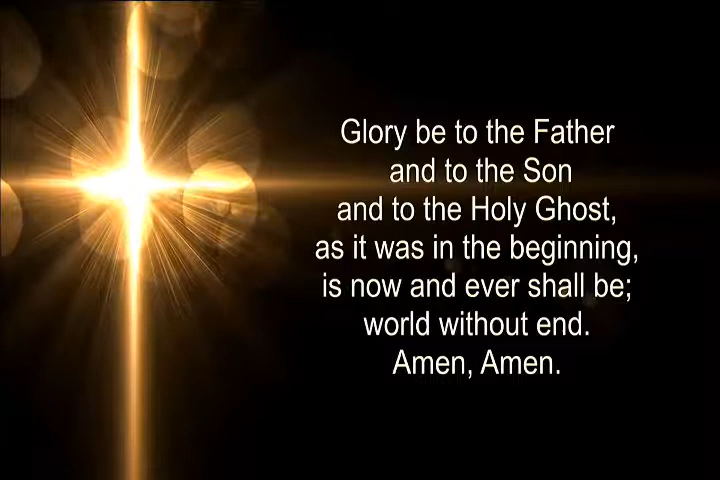 Glory be to the Father
and to the Son
and to the Holy Ghost,
as it was in the beginning,
is now and ever shall be;
world without end.
Amen, Amen.